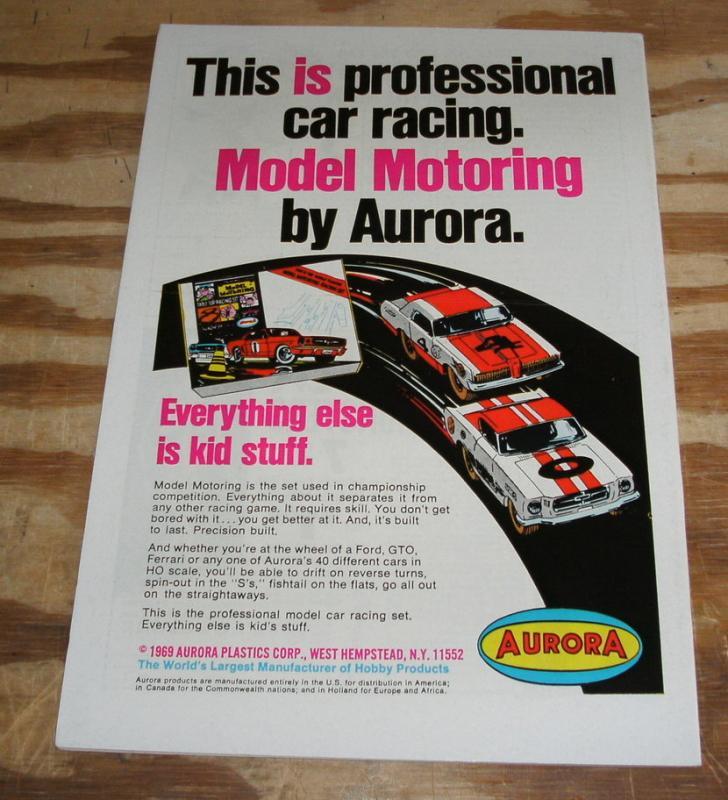 This is professional
car racing.
Model Motoring
by Aurora.
MODEL
MOTORING
1
4
4
0
Everything else
is kid stuff.
Model Motoring is the set used in championship
competition. Everything about it separates it from
any other racing game. It requires skill. You don't get
bored with it...you get better at it. And, it's built
to last. Precision built.
And whether you're at the wheel of a Ford, GTO,
Ferrari or any one of Aurora's 40 different cars in
HO scale, you'll be able to drift on reverse turns,
spin-out in the "S's," fishtail on the flats, go all out
on the straightaways.
This is the professional model car racing set.
Everything else is kid's stuff.
© 1969 AURORA PLASTICS CORP., WEST HEMPSTEAD, N.Y. 11552
The World's Largest Manufacturer of Hobby Products
Aurora products are manufactured entirely in the U.S. for distribution in America;
in Canada for the Commonwealth nations; and in Holland for Europe and Africa.
AURORA